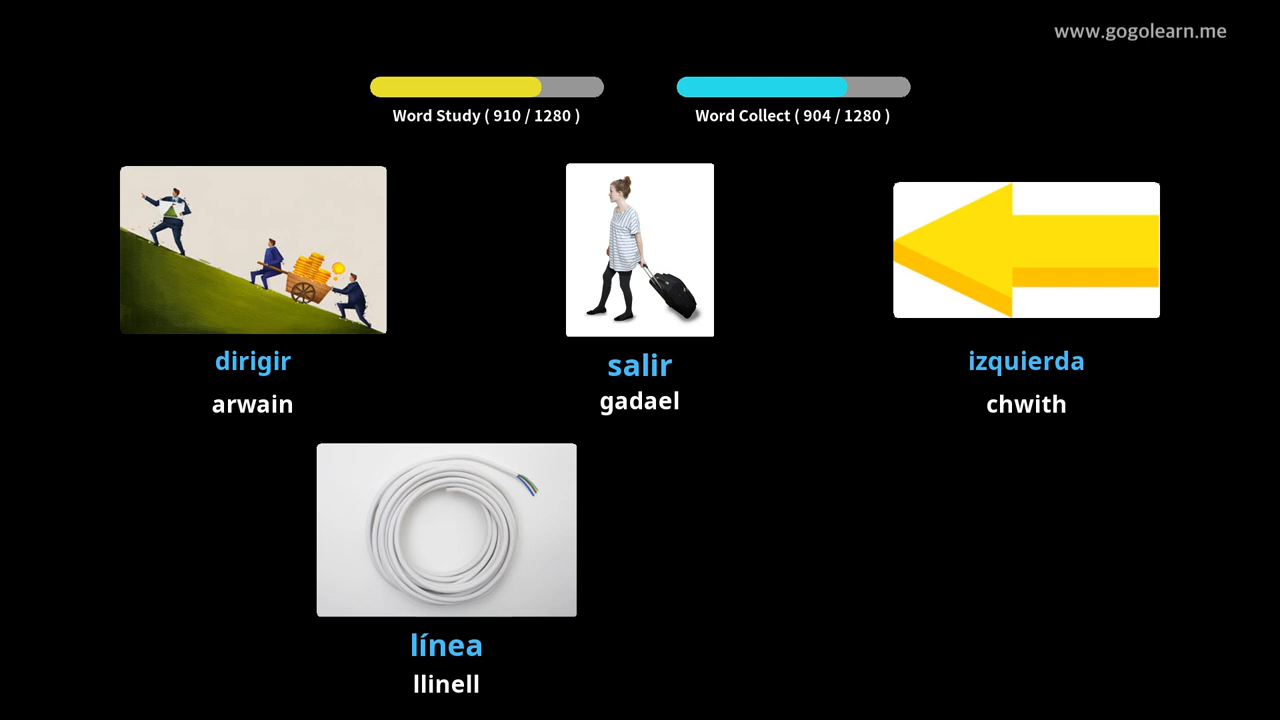 www.gogolearn.me
Word Study ( 910 / 1280 )
Word Collect ( 904 / 1280 )
dirigir
arwain
salir
gadael
izquierda
chwith
línea
llinell